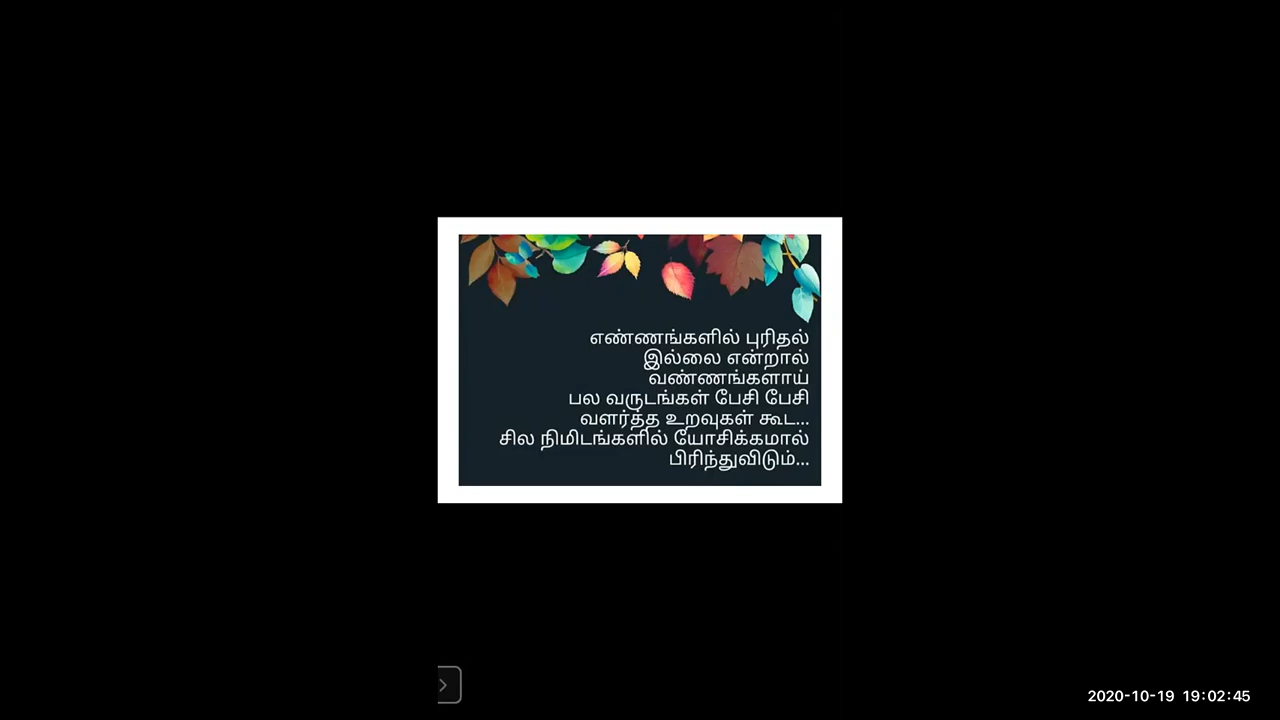 எண்ணங்களில் புரிதல்
இல்லை என்றால்
வண்ணங்களாய்
பல வருடங்கள் பேசி பேசி
வளர்த்த உறவுகள் கூட...
சில நிமிடங்களில் யோசிக்கமால்
பிரிந்துவிடும்...
2020-10-19 19:02:45